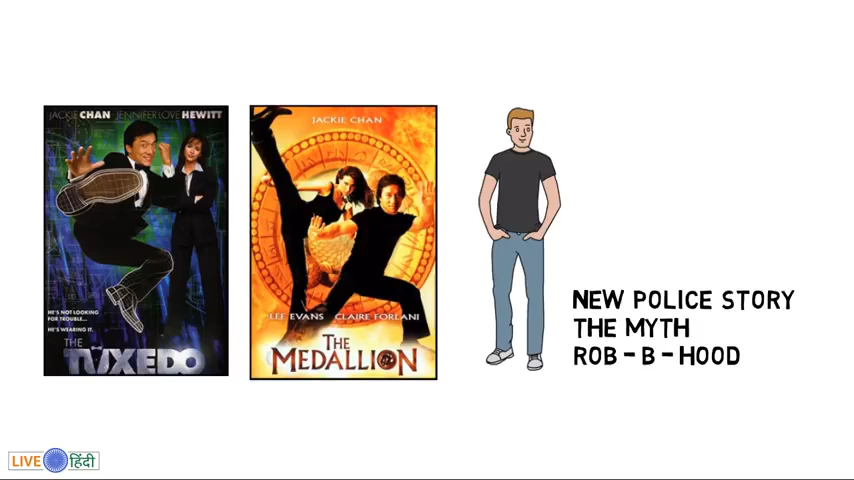 JACKIE CHAN JENNIFER LOVE HEWITT
HE'S NOT LOOKING
FOR TROUBLE...
HE'S WEARING IT.
THE
TUXEDO
JACKIE CHAN
LEE EVANS CLAIRE FORLANI
THE
MEDALLION
NEW POLICE STORY
THE MYTH
ROB-B-HOOD
LIVE हिंदी